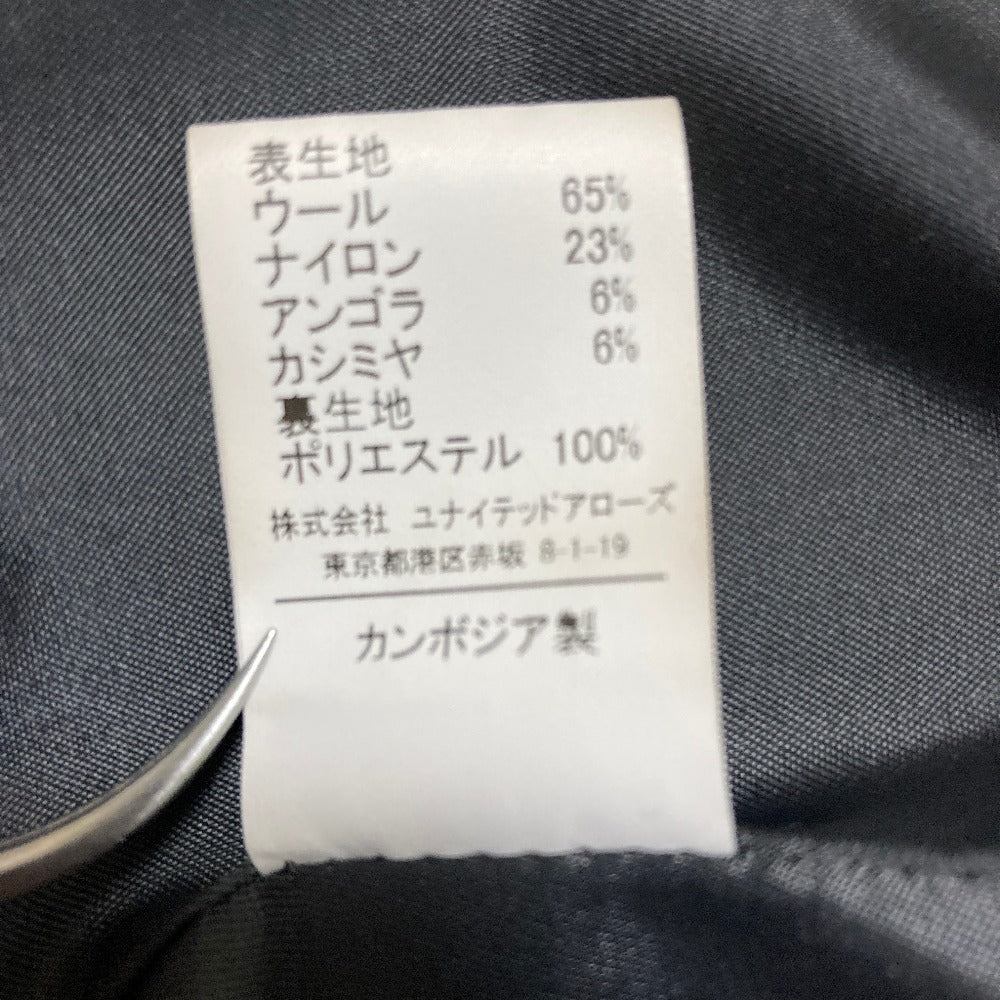 表生地
ウール 65%
ナイロン 23%
アンゴラ 6%
カシミヤ 6%
裏生地
ポリエステル 100%
株式会社 ユナイテッドアローズ
東京都港区赤坂 8-1-19
カンボジア製